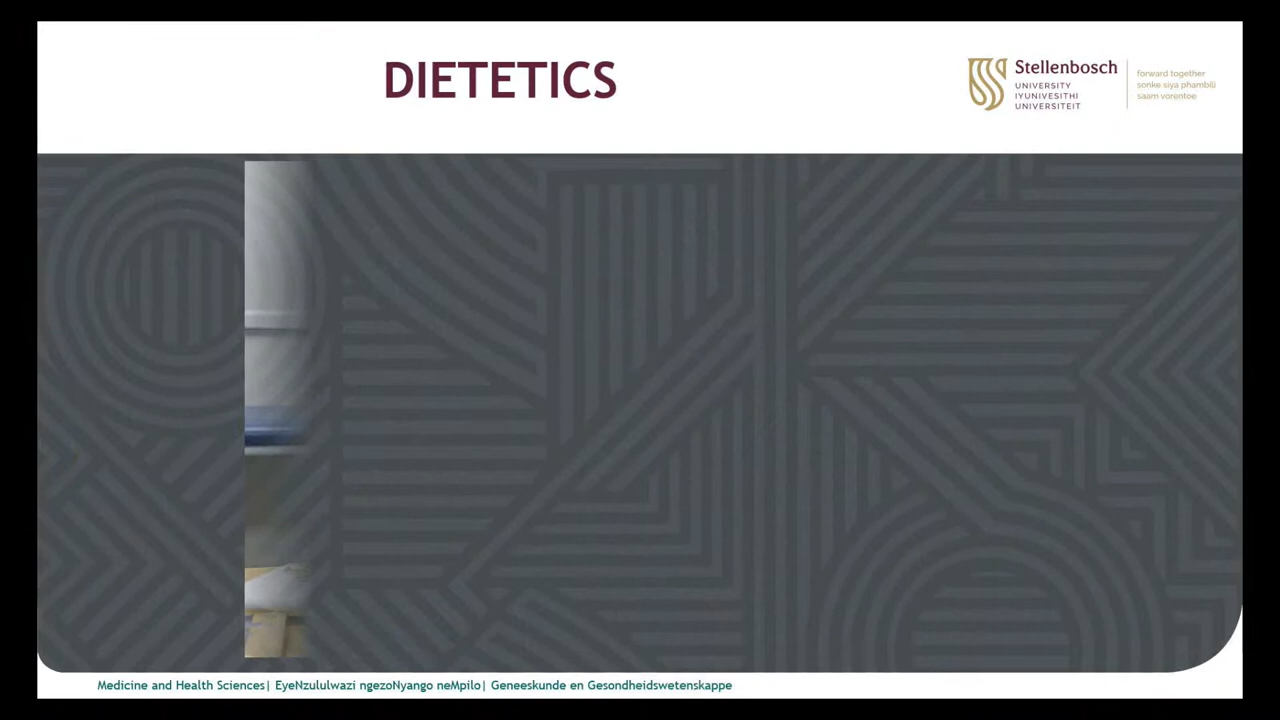 DIETETICS
Stellenbosch
UNIVERSITY
IYUNIVESITHI
UNIVERSITEIT
forward together
sonke siya phambili
saam vorentoe
Medicine and Health Sciences| EyeNzululwazi ngezoNyango neMpilo| Geneeskunde en Gesondheidswetenskappe